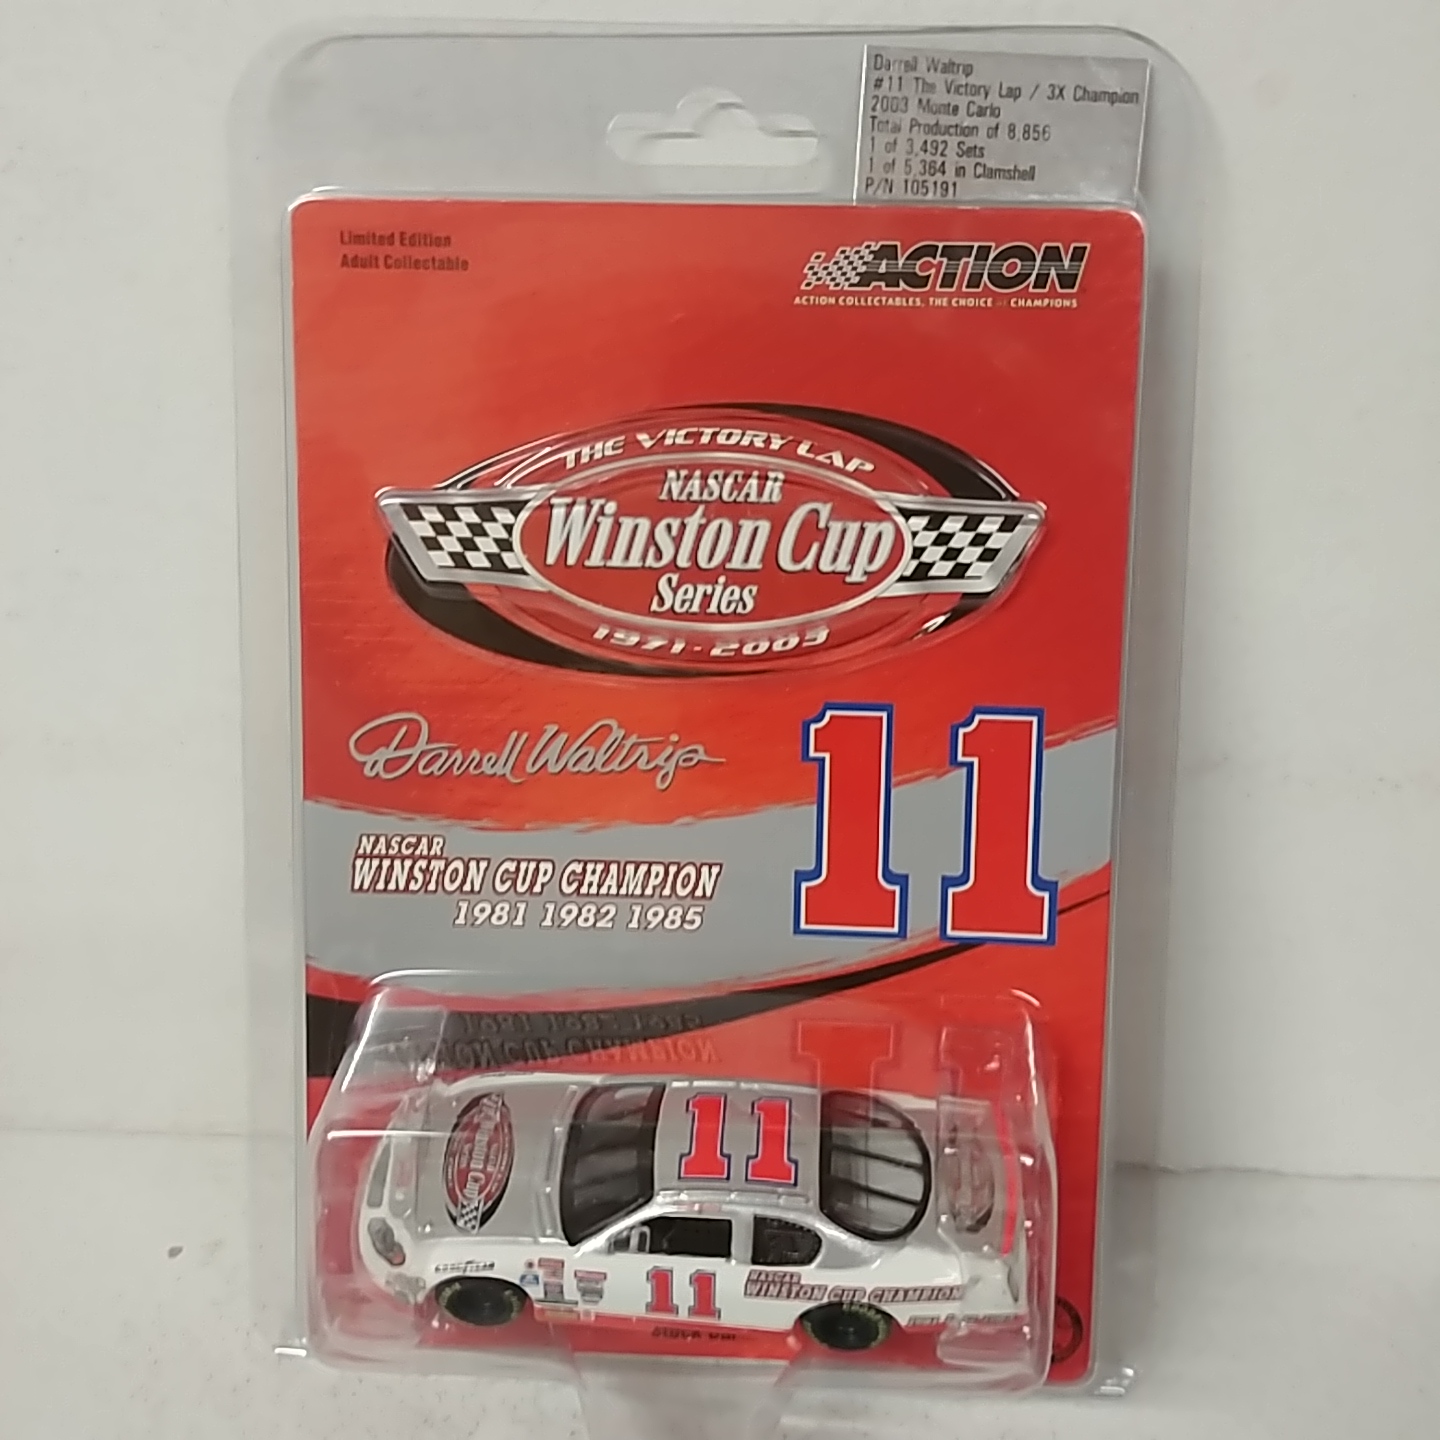 Darrell Waltrip
#11 The Victory Lap / 3X Champion
2003 Monte Carlo
Total Production of 8,856
1 of 3,492 Sets
1 of 5,364 in Clamshell
P/N 105191
Limited Edition
Adult Collectable
ACTION
ACTION COLLECTABLES, THE CHOICE OF CHAMPIONS
THE VICTORY LAP
NASCAR
Winston Cup
Series
1971-2003
Darrell Waltrip
11
NASCAR
WINSTON CUP CHAMPION
1981 1982 1985
11
Winston Cup
GOODYEAR
11
NASCAR
WINSTON CUP CHAMPION